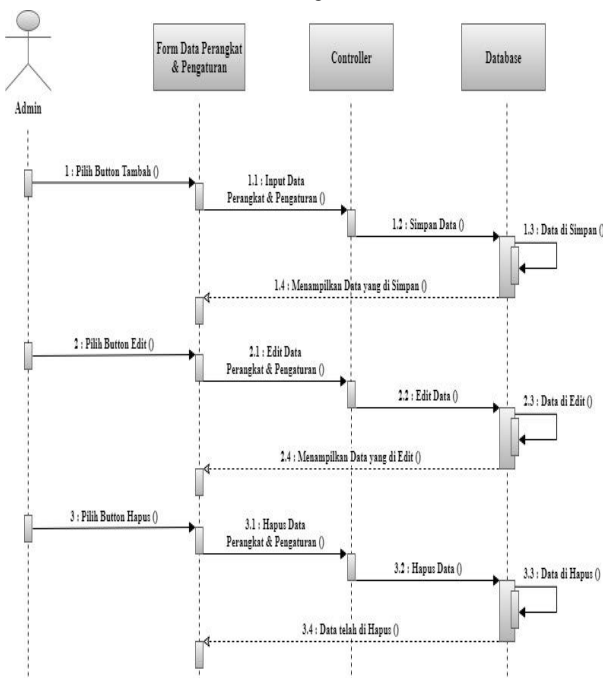 Form Data Perangkat
& Pengaturan
Controller
Database
Admin
1 : Pilih Button Tambah ()
1.1 : Input Data
Perangkat & Pengaturan ()
1.2 : Simpan Data ()
1.3 : Data di Simpan ()
1.4 : Menampilkan Data yang di Simpan ()
2 : Pilih Button Edit ()
2.1 : Edit Data
Perangkat & Pengaturan ()
2.2 : Edit Data ()
2.3 : Data di Edit ()
2.4 : Menampilkan Data yang di Edit ()
3 : Pilih Button Hapus ()
3.1 : Hapus Data
Perangkat & Pengaturan ()
3.2 : Hapus Data ()
3.3 : Data di Hapus ()
3.4 : Data telah di Hapus ()